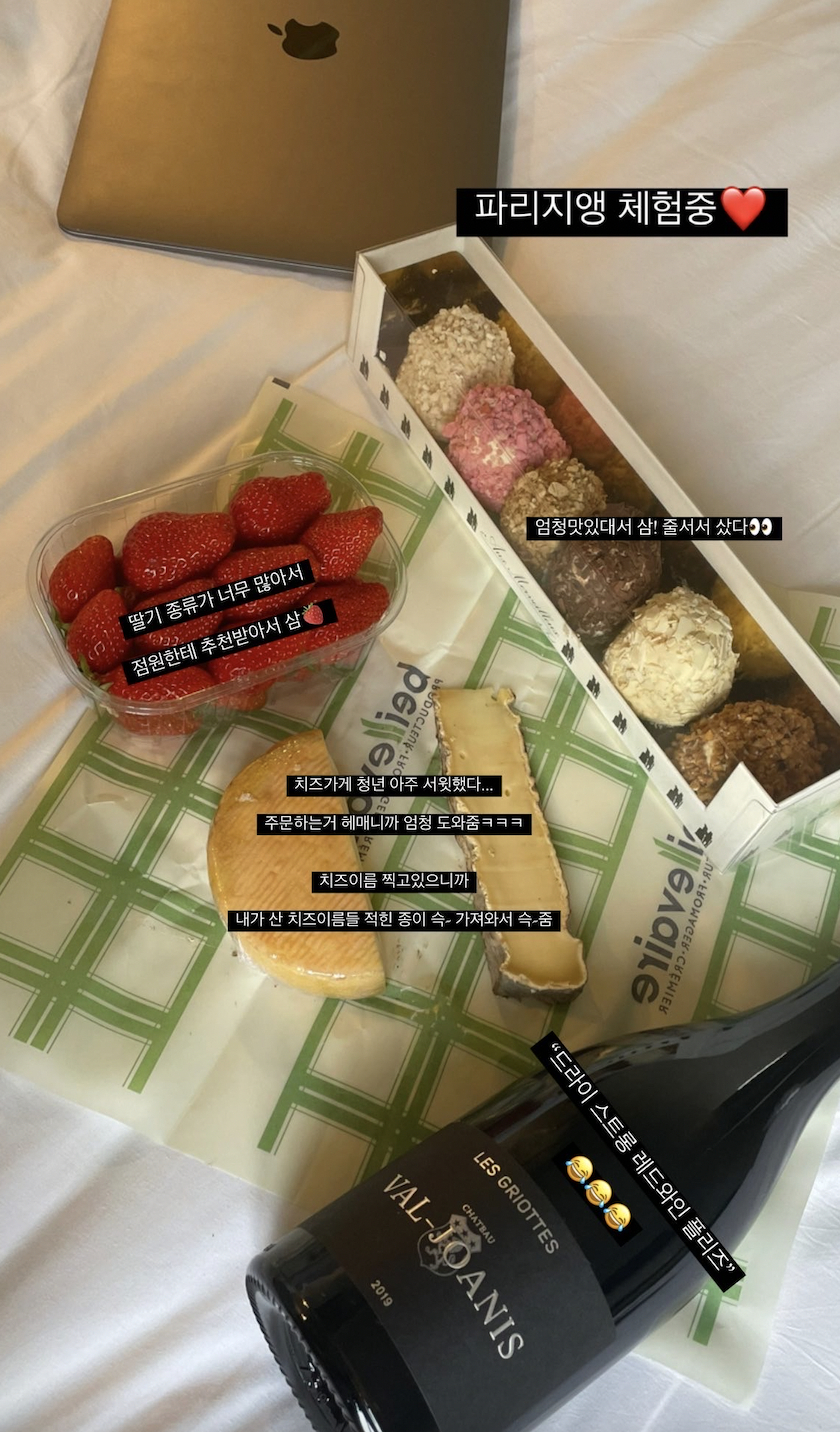 파리지앵 체험중❤️
엄청맛있대서 삼! 줄서서 샀다👀
딸기 종류가 너무 많아서
점원한테 추천받아서 삼🍓
치즈가게 청년 아주 서윗했다...
주문하는거 헤매니까 엄청 도와줌ㅋㅋㅋ
치즈이름 찍고있으니까
내가 산 치즈이름들 적힌 종이 슥- 가져와서 슥-줌
beillevaire
PRODUCTEUR•FROMAGER
beillevaire
FROMAGER•CRÉMIER
“드라이 스트롱 레드와인 플리즈”
😂😂😂
LES GRIOTTES
CHATEAU
VAL-JOANIS
2019